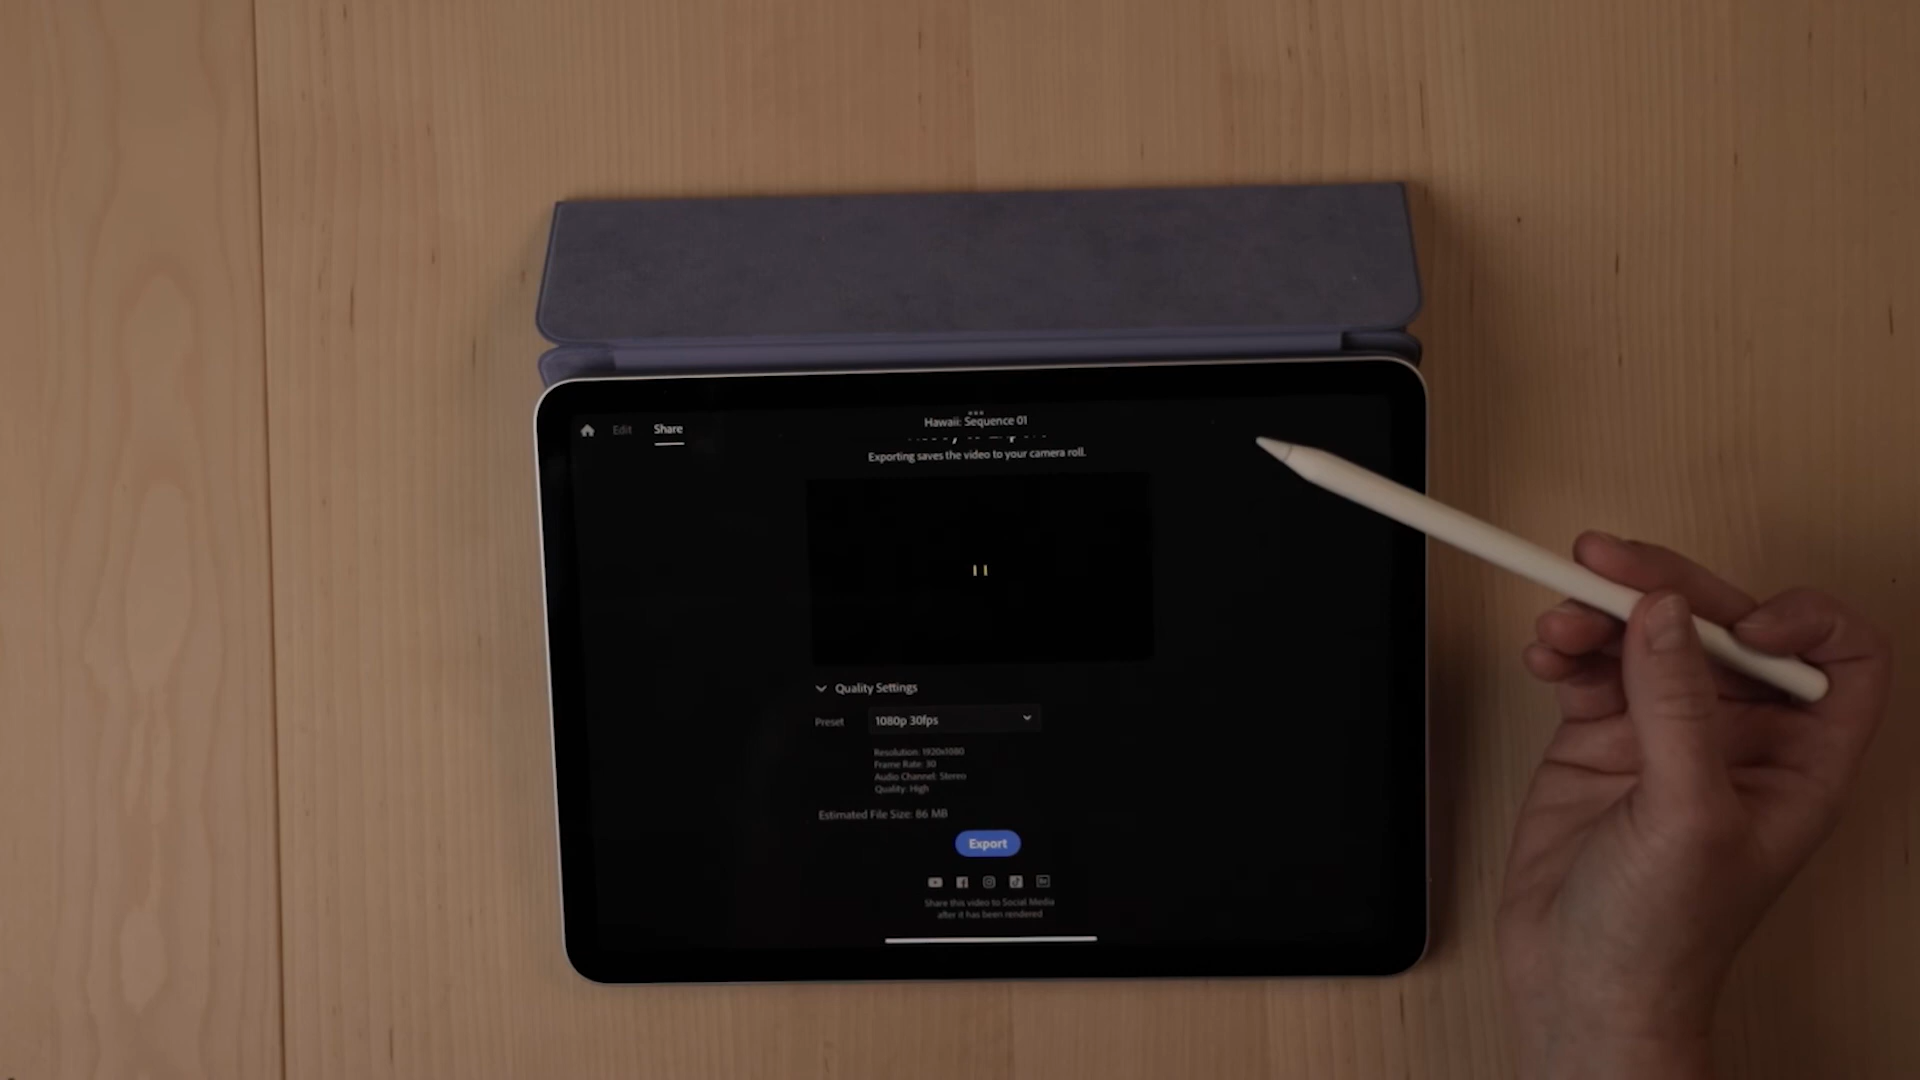 Edit
Share
Hawaii: Sequence 01
Exporting saves the video to your camera roll.
Quality Settings
Preset
1080p 30fps
Resolution: 1920x1080
Frame Rate: 30
Audio Channel: Stereo
Quality: High
Estimated File Size: 86 MB
Export
Share this video to Social Media
after it has been rendered